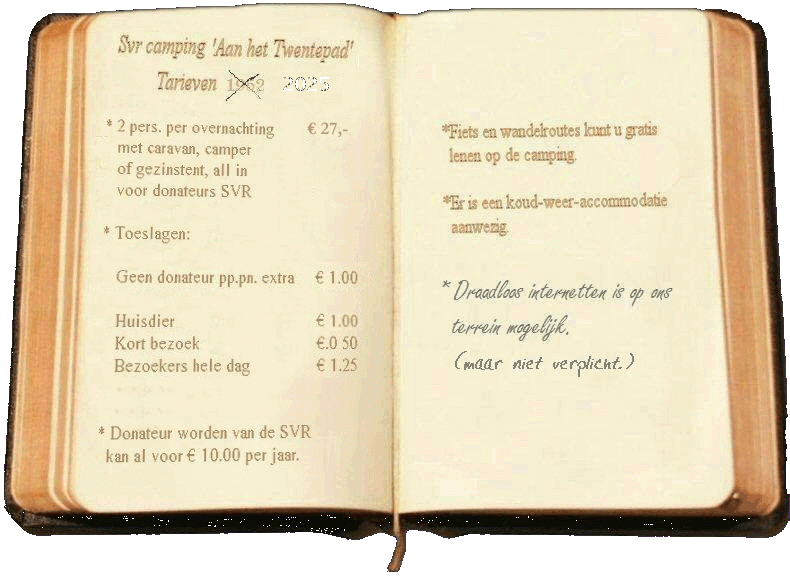 Svr camping 'Aan het Twentepad'
Tarieven 1952 2025
* 2 pers. per overnachting € 27,-
met caravan, camper
of gezinstent, all in
voor donateurs SVR
* Toeslagen:
Geen donateur pp.pn. extra € 1.00
Huisdier € 1.00
Kort bezoek €.0 50
Bezoekers hele dag € 1.25
* Donateur worden van de SVR
kan al voor € 10.00 per jaar.
*Fiets en wandelroutes kunt u gratis
lenen op de camping.
*Er is een koud-weer-accommodatie
aanwezig.
* Draadloos internetten is op ons
terrein mogelijk.
(maar niet verplicht.)